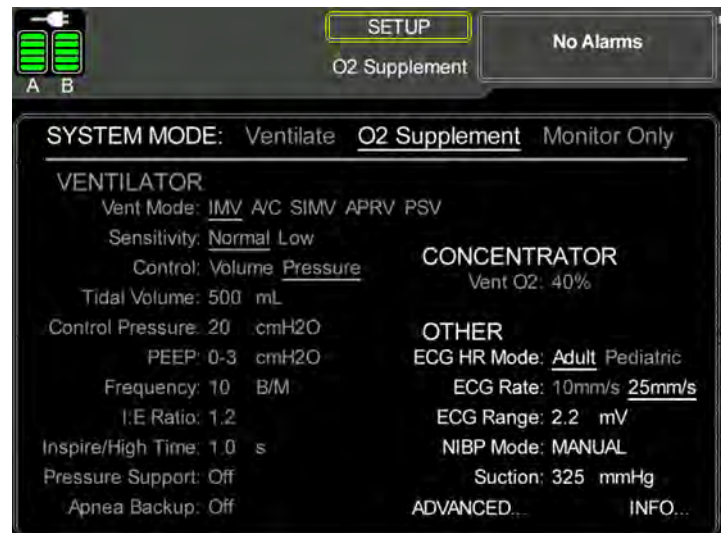 SETUP
O2 Supplement
No Alarms
A B
SYSTEM MODE: Ventilate O2 Supplement Monitor Only
VENTILATOR
Vent Mode: IMV A/C SIMV APRV PSV
Sensitivity: Normal Low
Control: Volume Pressure
Tidal Volume: 500 mL
Control Pressure: 20 cmH2O
PEEP: 0-3 cmH2O
Frequency: 10 B/M
I:E Ratio: 1.2
Inspire/High Time: 1.0 s
Pressure Support: Off
Apnea Backup: Off
CONCENTRATOR
Vent O2: 40%
OTHER
ECG HR Mode: Adult Pediatric
ECG Rate: 10mm/s 25mm/s
ECG Range: 2.2 mV
NIBP Mode: MANUAL
Suction: 325 mmHg
ADVANCED... INFO...